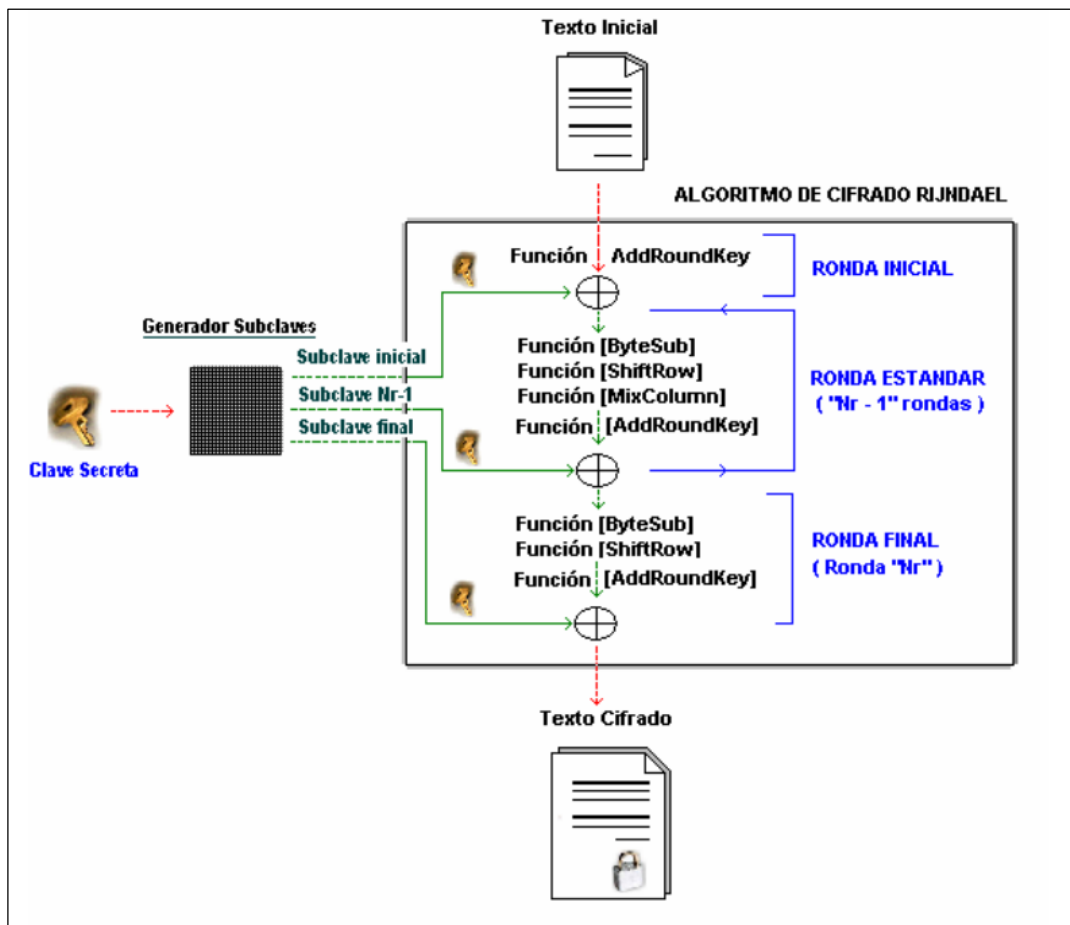 Texto Inicial
ALGORITMO DE CIFRADO RIJNDAEL
Función AddRoundKey
RONDA INICIAL
Generador Subclaves
Subclave inicial
Subclave Nr-1
Subclave final
Clave Secreta
Función [ByteSub]
Función [ShiftRow]
Función [MixColumn]
Función [AddRoundKey]
RONDA ESTANDAR
( "Nr - 1" rondas )
Función [ByteSub]
Función [ShiftRow]
Función [AddRoundKey]
RONDA FINAL
( Ronda "Nr" )
Texto Cifrado